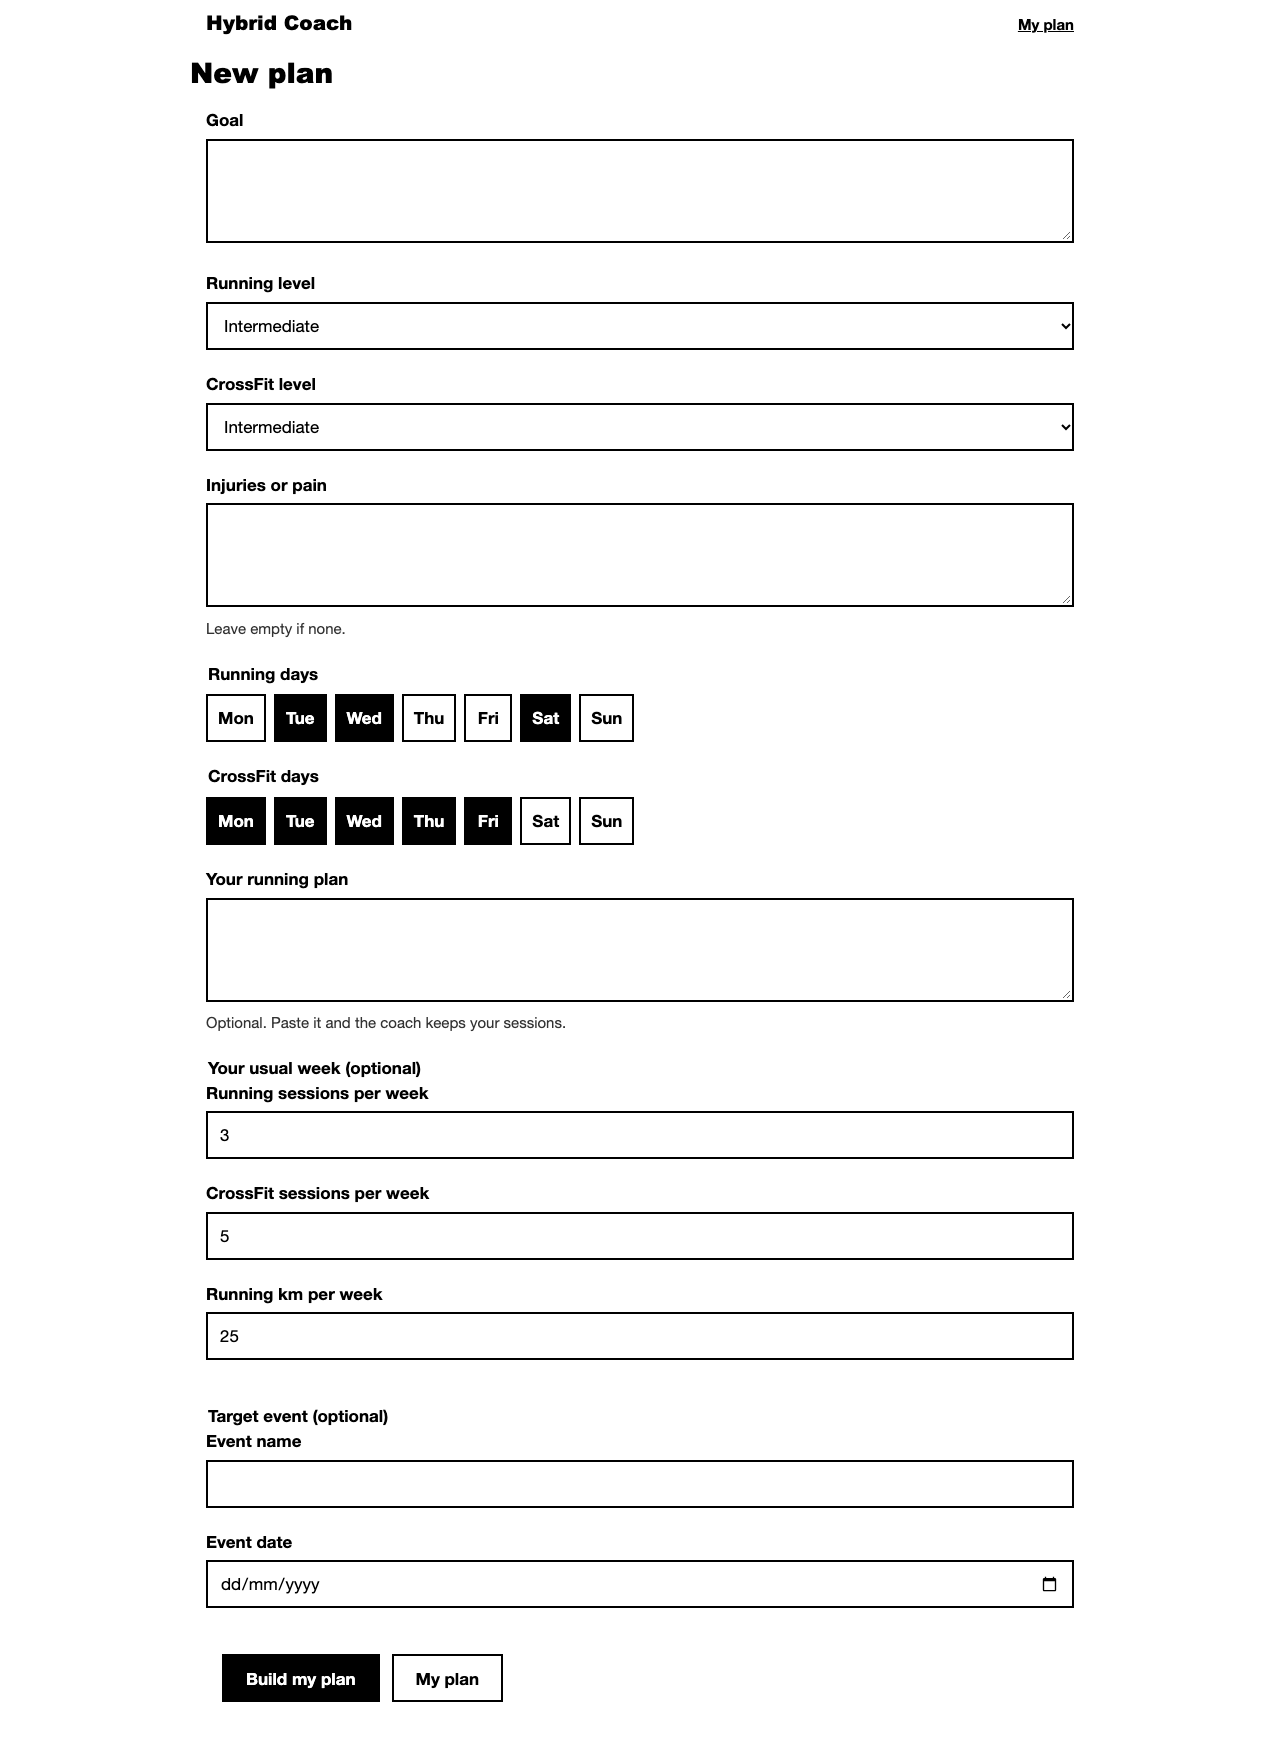 Hybrid Coach
My plan
New plan
Goal
Running level
Intermediate
CrossFit level
Intermediate
Injuries or pain
Leave empty if none.
Running days
Mon Tue Wed Thu Fri Sat Sun
CrossFit days
Mon Tue Wed Thu Fri Sat Sun
Your running plan
Optional. Paste it and the coach keeps your sessions.
Your usual week (optional)
Running sessions per week
3
CrossFit sessions per week
5
Running km per week
25
Target event (optional)
Event name
Event date
dd/mm/yyyy
Build my plan
My plan